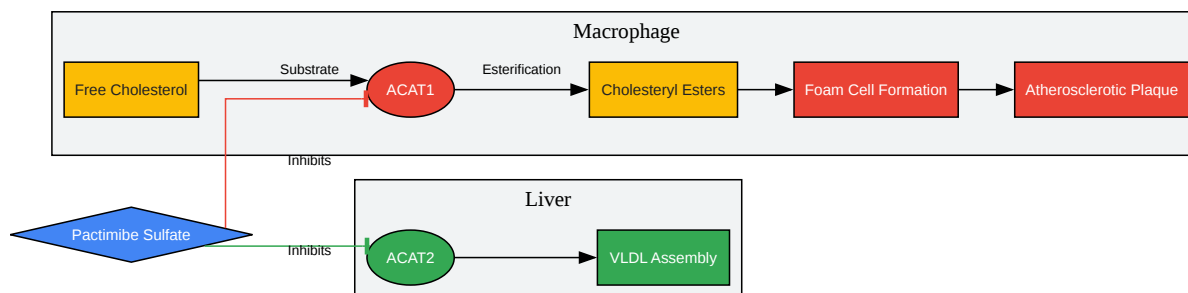 Macrophage
Substrate
Esterification
Free Cholesterol
ACAT1
Cholesteryl Esters
Foam Cell Formation
Atherosclerotic Plaque
Inhibits
Liver
Pactimibe Sulfate
Inhibits
ACAT2
VLDL Assembly